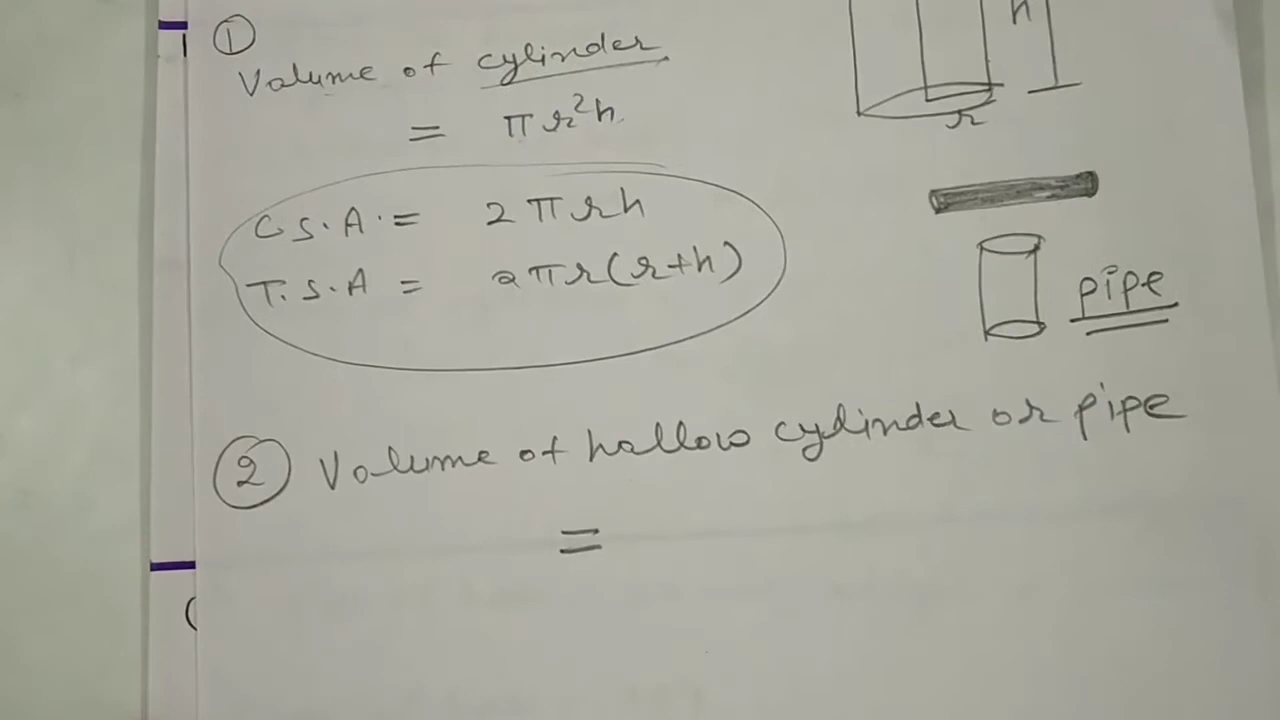 ①
Volume of cylinder
= πr²h
C.S.A. = 2πrh
T.S.A = 2πr(r+h)
h
r
pipe
② Volume of hollow cylinder or pipe
=